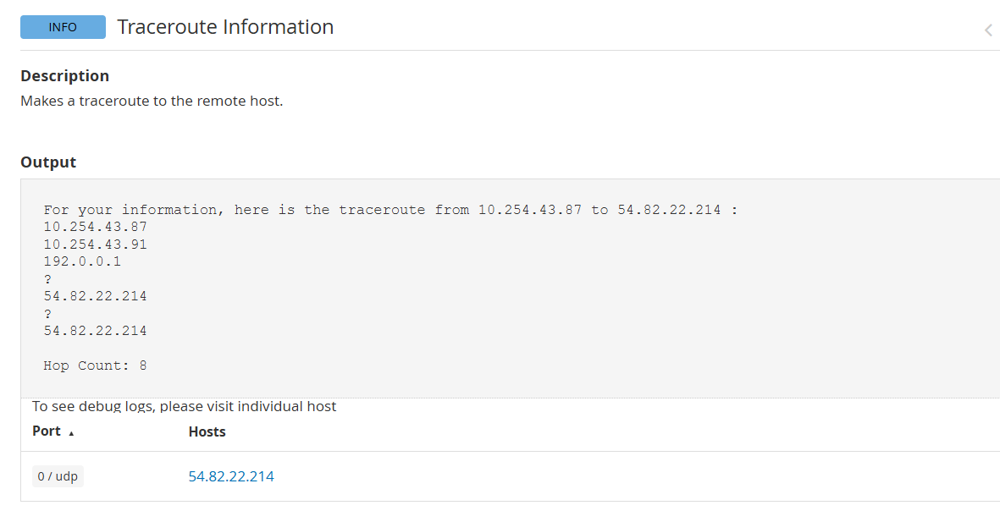 INFO Traceroute Information
Description
Makes a traceroute to the remote host.
Output
For your information, here is the traceroute from 10.254.43.87 to 54.82.22.214 :
10.254.43.87
10.254.43.91
192.0.0.1
?
54.82.22.214
?
54.82.22.214
Hop Count: 8
To see debug logs, please visit individual host
Port ▲ Hosts
0 / udp 54.82.22.214